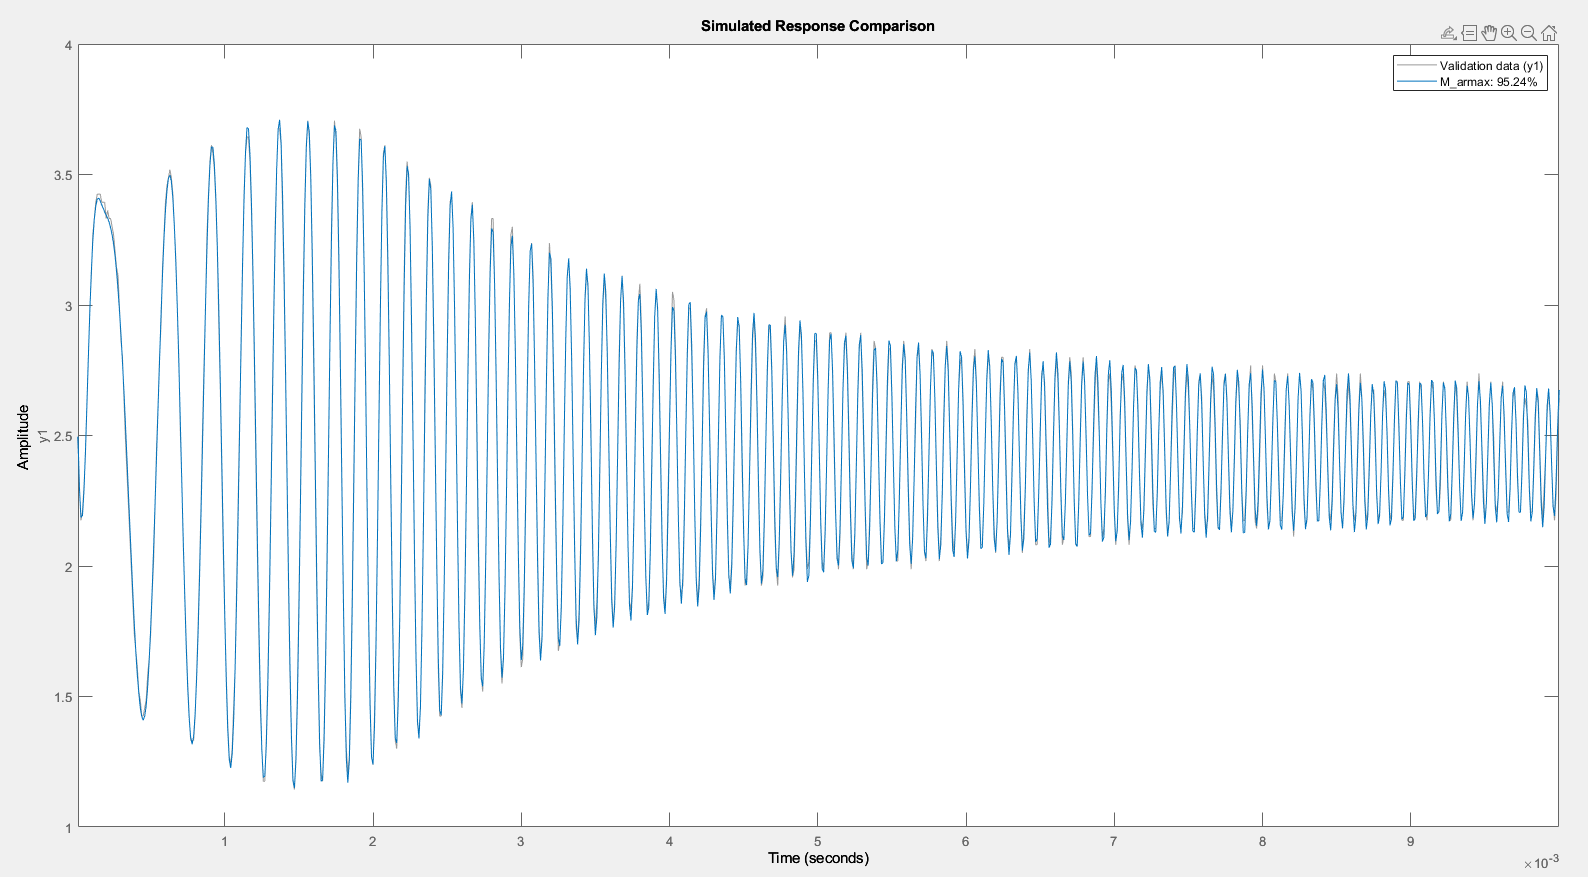 Simulated Response Comparison
Validation data (y1)
M_armax: 95.24%
Amplitude
y1
4
3.5
3
2.5
2
1.5
1
1 2 3 4 5 6 7 8 9
Time (seconds)
×10-3